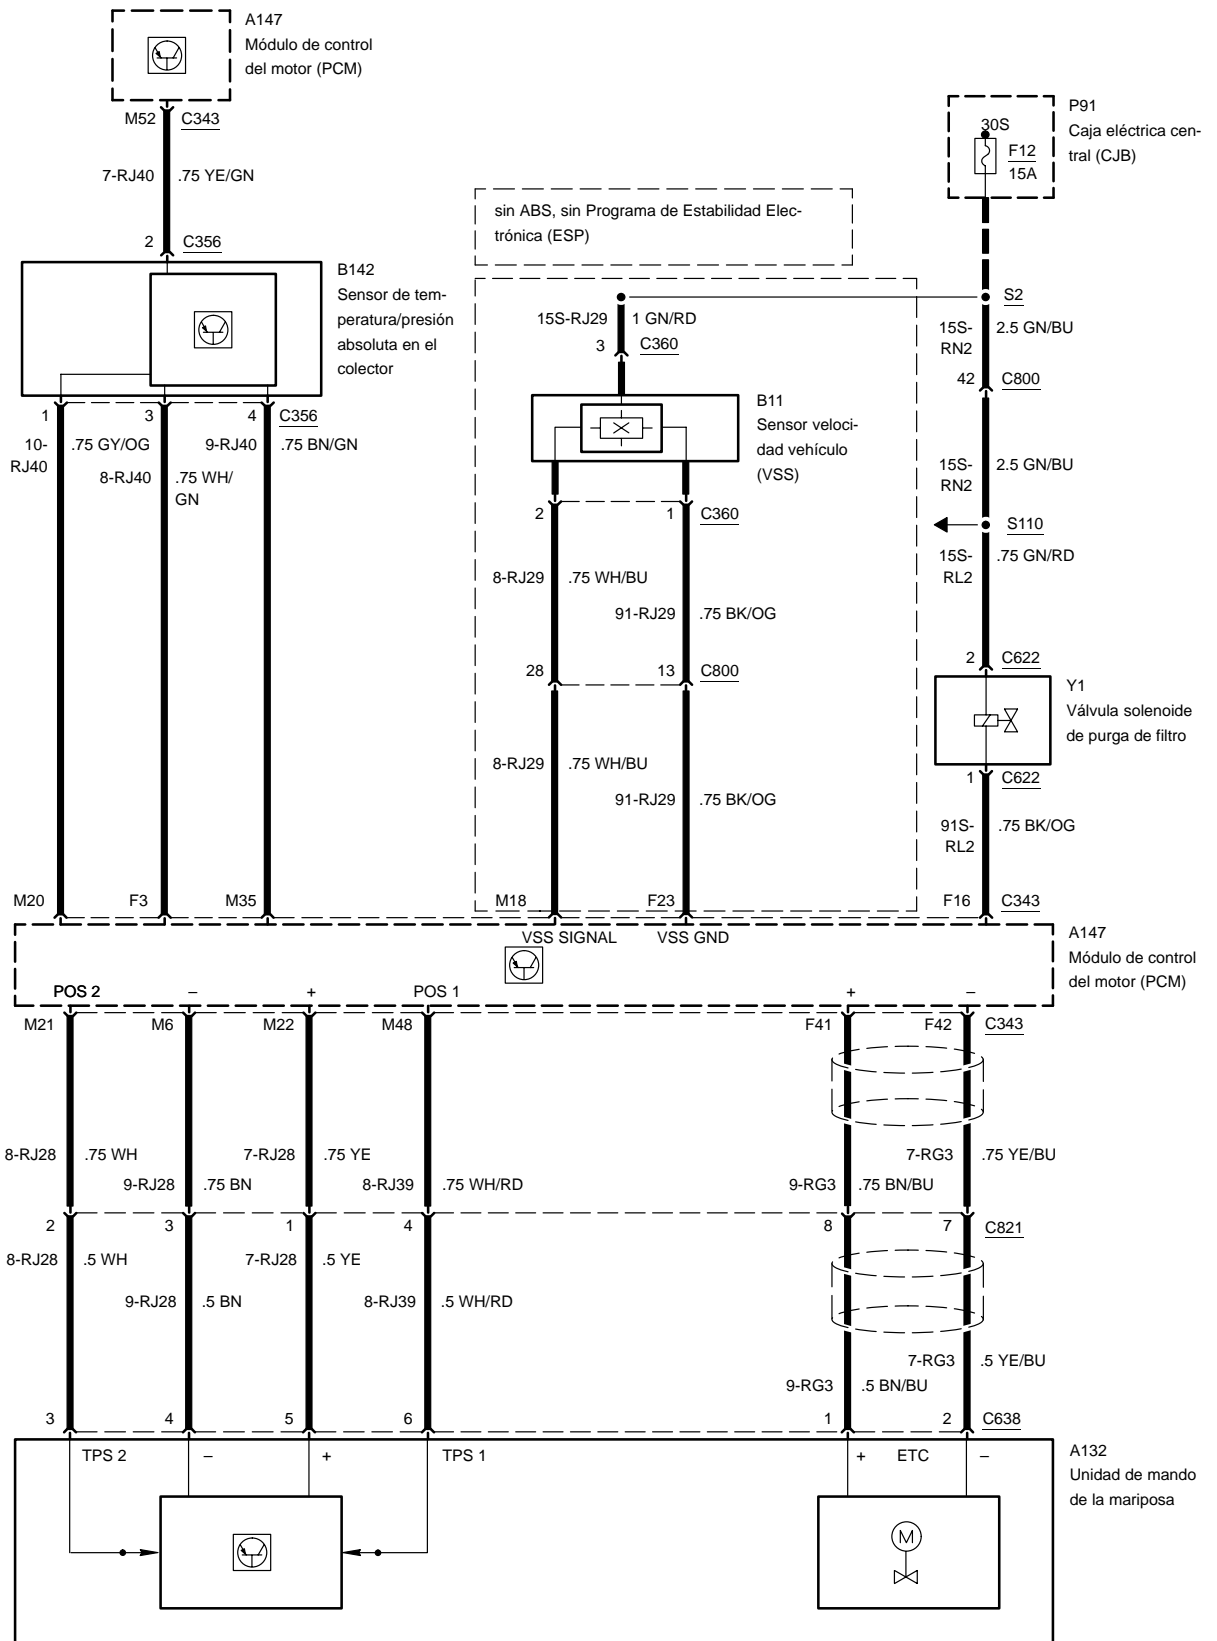 A147
Módulo de control
del motor (PCM)
M52 C343
7-RJ40 .75 YE/GN
2 C356
B142
Sensor de tem-
peratura/presión
absoluta en el
colector
1 3 4 C356
10-
RJ40
.75 GY/OG
9-RJ40 .75 BN/GN
8-RJ40 .75 WH/
GN
sin ABS, sin Programa de Estabilidad Elec-
trónica (ESP)
P91
Caja eléctrica cen-
tral (CJB)
30S
F12
15A
S2
15S-RJ29 1 GN/RD
3 C360
15S-
RN2
2.5 GN/BU
42 C800
B11
Sensor veloci-
dad vehículo
(VSS)
15S-
RN2
2.5 GN/BU
2 1 C360
S110
15S-
RL2
.75 GN/RD
8-RJ29 .75 WH/BU
91-RJ29 .75 BK/OG
28 13 C800
2 C622
Y1
Válvula solenoide
de purga de filtro
8-RJ29 .75 WH/BU
91-RJ29 .75 BK/OG
1 C622
91S-
RL2
.75 BK/OG
M20 F3 M35 M18 F23 F16 C343
VSS SIGNAL VSS GND
A147
Módulo de control
del motor (PCM)
POS 2 – + POS 1 + –
M21 M6 M22 M48 F41 F42 C343
8-RJ28 .75 WH 7-RJ28 .75 YE 7-RG3 .75 YE/BU
9-RJ28 .75 BN 8-RJ39 .75 WH/RD 9-RG3 .75 BN/BU
2 3 1 4 8 7 C821
8-RJ28 .5 WH 7-RJ28 .5 YE
9-RJ28 .5 BN 8-RJ39 .5 WH/RD
7-RG3 .5 YE/BU
9-RG3 .5 BN/BU
3 4 5 6 1 2 C638
TPS 2 – + TPS 1 + ETC –
A132
Unidad de mando
de la mariposa
M